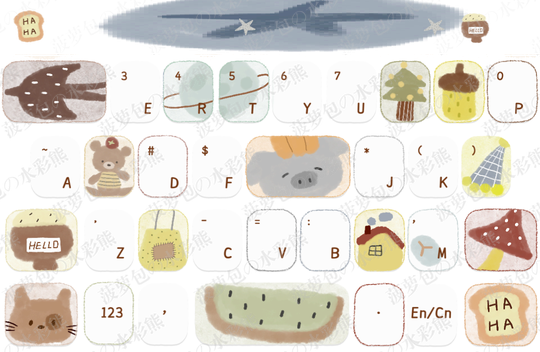 HA
HA
HELLO
3 E
4 R
5 T
6 Y
7 U
0 P
~ A
# D
$ F
* J
( K
)
HELLO
' Z
- C
= V
: B
, M
123
,
.
En/Cn
HA
HA
菠萝包の水彩熊